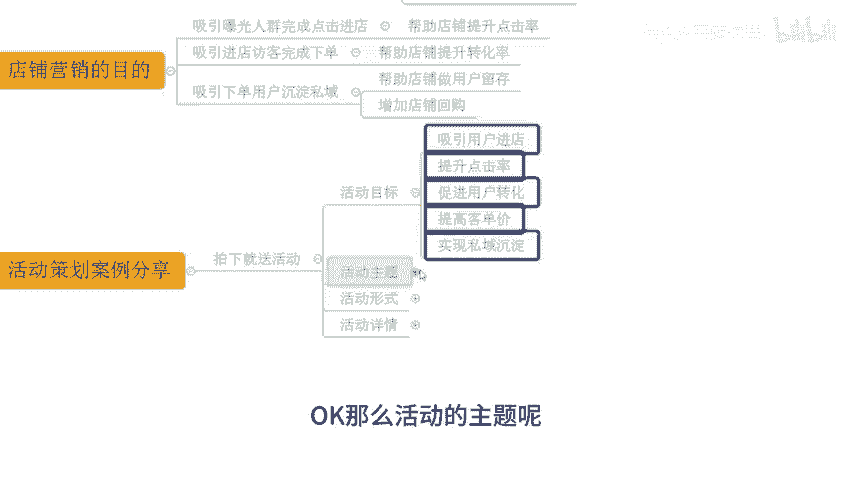 吸引曝光人群完成点击进店
帮助店铺提升点击率
店铺营销的目的
吸引进店访客完成下单
帮助店铺提升转化率
吸引下单用户沉淀私域
帮助店铺做用户留存
增加店铺回购
吸引用户进店
提升点击率
活动目标
促进用户转化
提高客单价
实现私域沉淀
活动策划案例分享
拍下就送活动
活动主题
活动形式
活动详情
OK那么活动的主题呢
bilibili